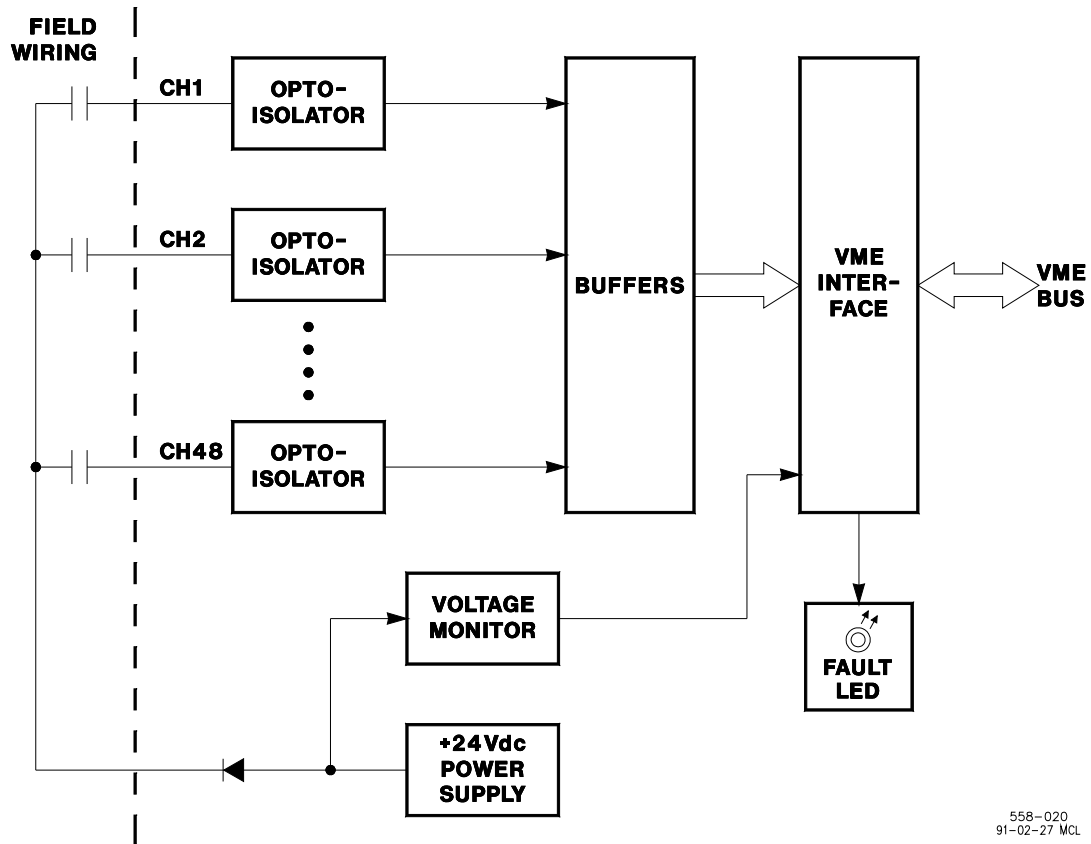 FIELD
WIRING
CH1
OPTO-
ISOLATOR
CH2
OPTO-
ISOLATOR
CH48
OPTO-
ISOLATOR
BUFFERS
VME
INTER-
FACE
VME
BUS
VOLTAGE
MONITOR
FAULT
LED
+24Vdc
POWER
SUPPLY
558-020
91-02-27 MCL